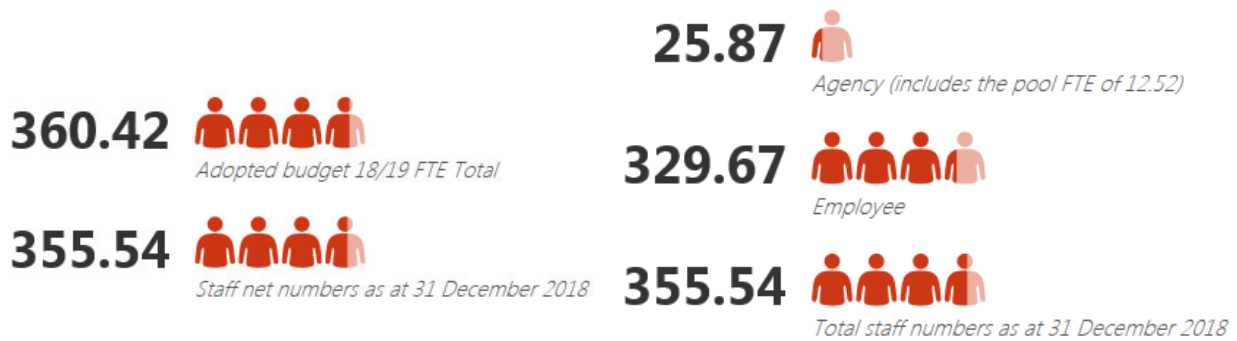 360.42
Adopted budget 18/19 FTE Total
355.54
Staff net numbers as at 31 December 2018
25.87
Agency (includes the pool FTE of 12.52)
329.67
Employee
355.54
Total staff numbers as at 31 December 2018